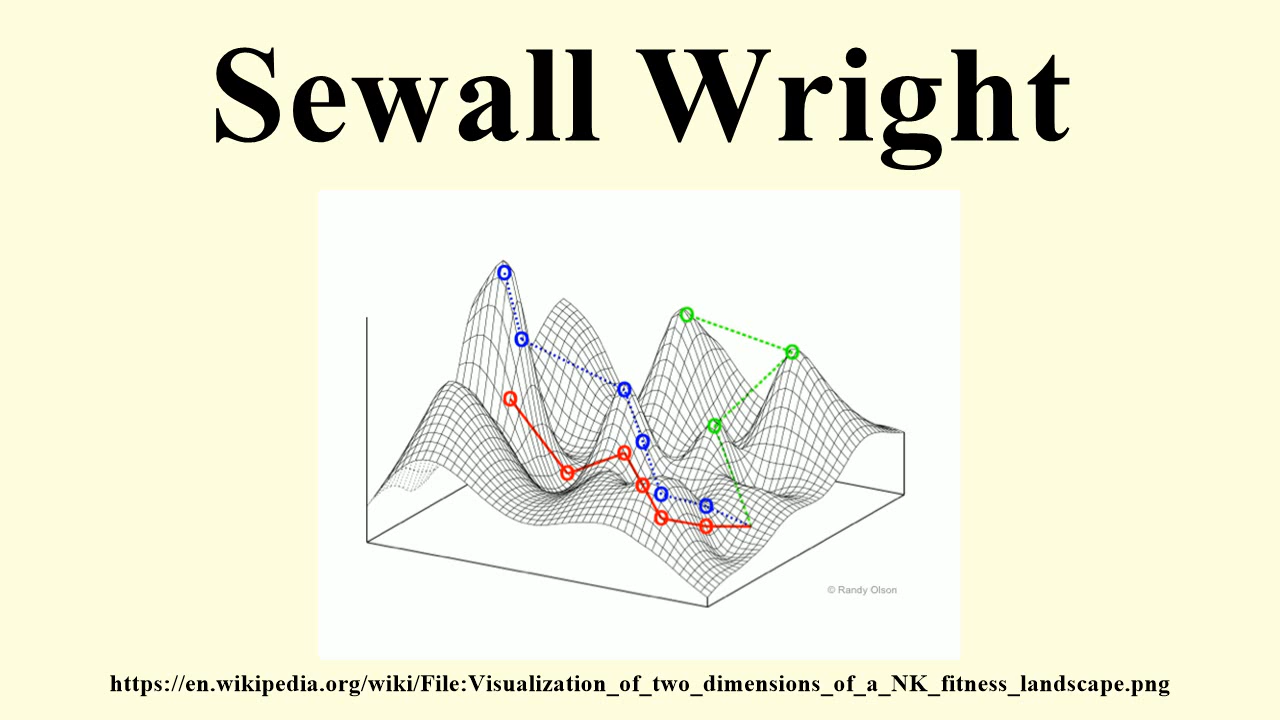 Sewall Wright
© Randy Olson
https://en.wikipedia.org/wiki/File:Visualization_of_two_dimensions_of_a_NK_fitness_landscape.png